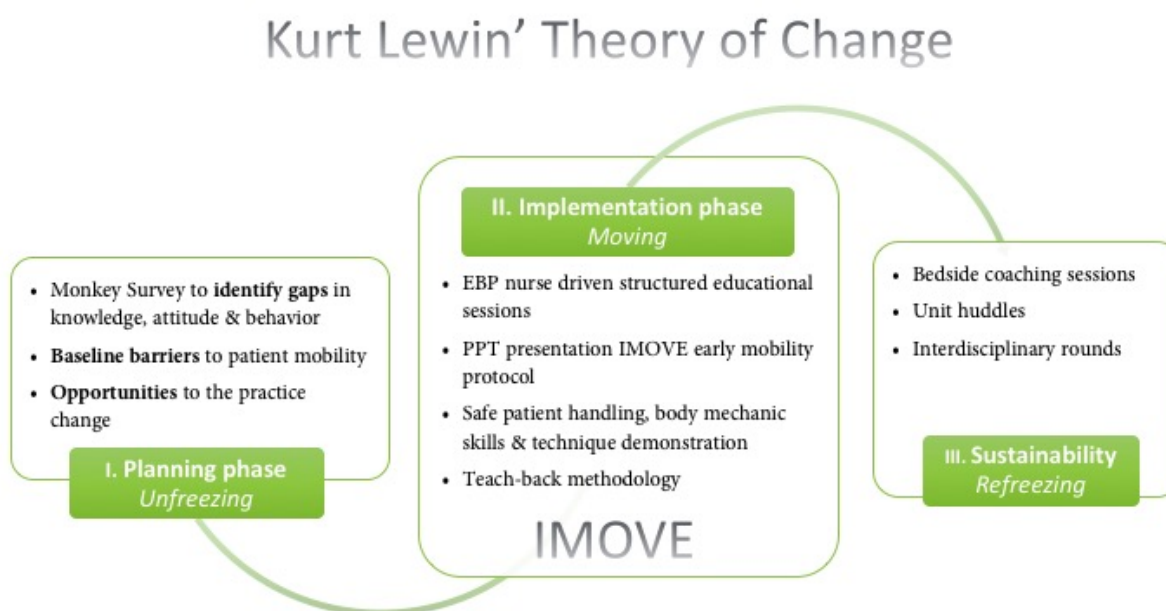 Kurt Lewin’ Theory of Change
• Monkey Survey to identify gaps in
knowledge, attitude & behavior
• Baseline barriers to patient mobility
• Opportunities to the practice
change
I. Planning phase
Unfreezing
II. Implementation phase
Moving
• EBP nurse driven structured educational
sessions
• PPT presentation IMOVE early mobility
protocol
• Safe patient handling, body mechanic
skills & technique demonstration
• Teach-back methodology
IMOVE
• Bedside coaching sessions
• Unit huddles
• Interdisciplinary rounds
III. Sustainability
Refreezing